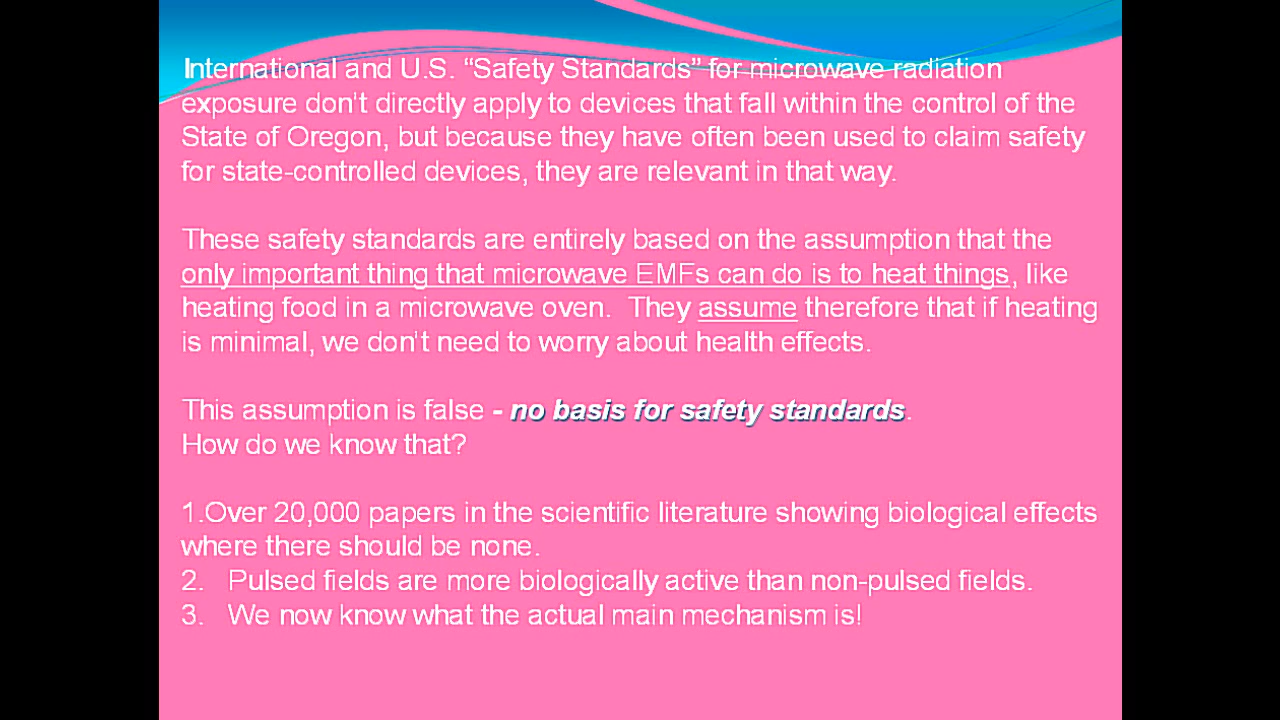 International and U.S. “Safety Standards” for microwave radiation
exposure don't directly apply to devices that fall within the control of the
State of Oregon, but because they have often been used to claim safety
for state-controlled devices, they are relevant in that way.
These safety standards are entirely based on the assumption that the
only important thing that microwave EMFs can do is to heat things, like
heating food in a microwave oven.  They assume therefore that if heating
is minimal, we don't need to worry about health effects.
This assumption is false - no basis for safety standards.
How do we know that?
1.Over 20,000 papers in the scientific literature showing biological effects
where there should be none.
2.   Pulsed fields are more biologically active than non-pulsed fields.
3.   We now know what the actual main mechanism is!